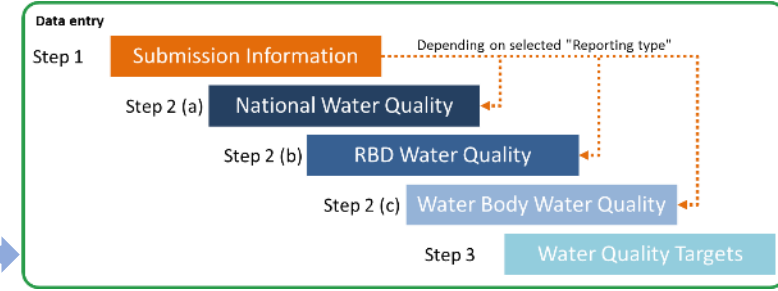 Data entry
Step 1 Submission Information Depending on selected "Reporting type"
Step 2 (a) National Water Quality
Step 2 (b) RBD Water Quality
Step 2 (c) Water Body Water Quality
Step 3 Water Quality Targets